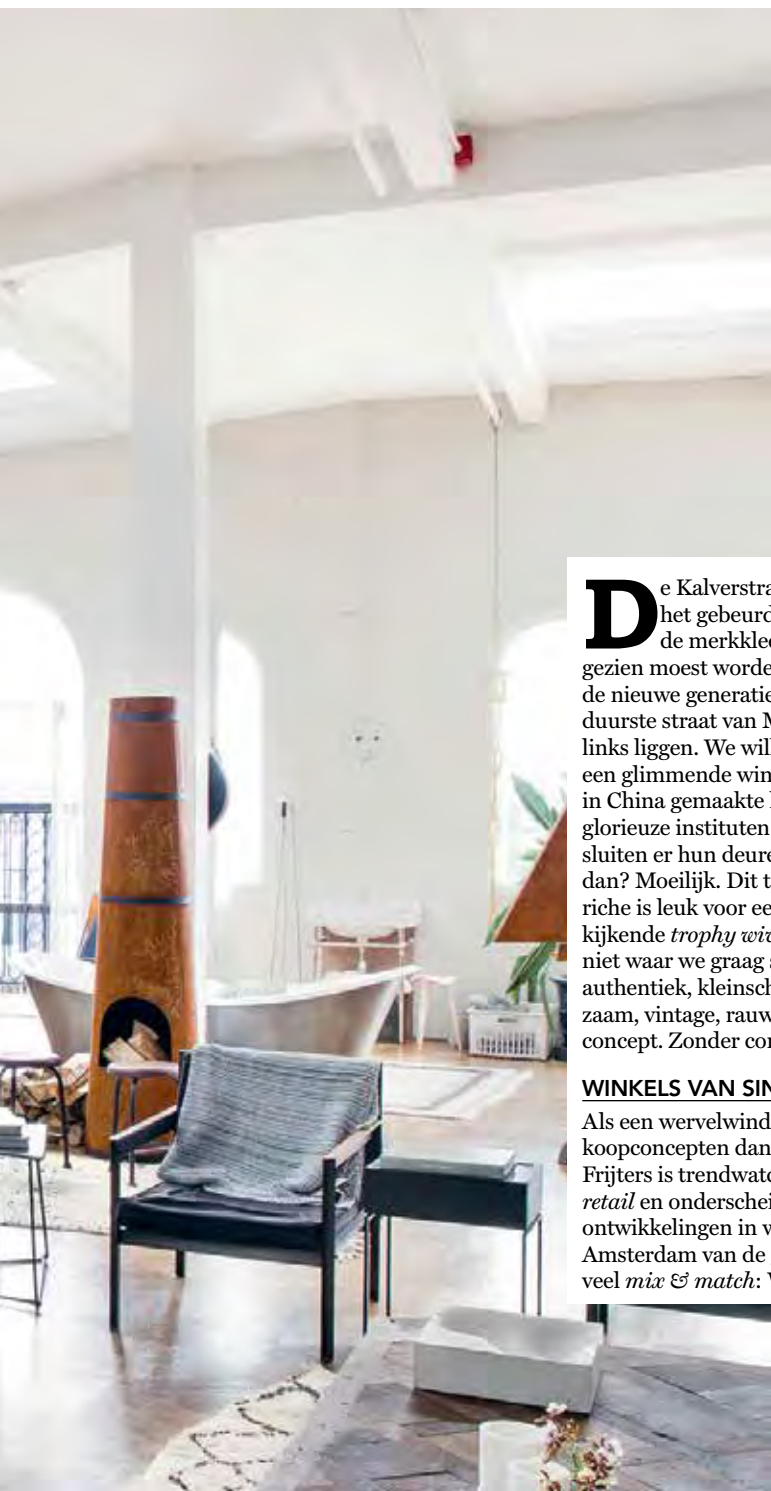 De Kalverstra
het gebeurd
de merkklee
gezien moest worde
de nieuwe generatie
duurste straat van M
links liggen. We wil
een glimmende win
in China gemaakte
glorieuze instituten
sluiten er hun deure
dan? Moeilijk. Dit t
riche is leuk voor ee
kijkende trophy wiv
niet waar we graag s
authentiek, kleinsch
zaam, vintage, rauw
concept. Zonder con
WINKELS VAN SIN
Als een wervelwind
koopconcepten dan
Frijters is trendwatc
retail en onderschei
ontwikkelingen in w
Amsterdam van de
veel mix & match: V